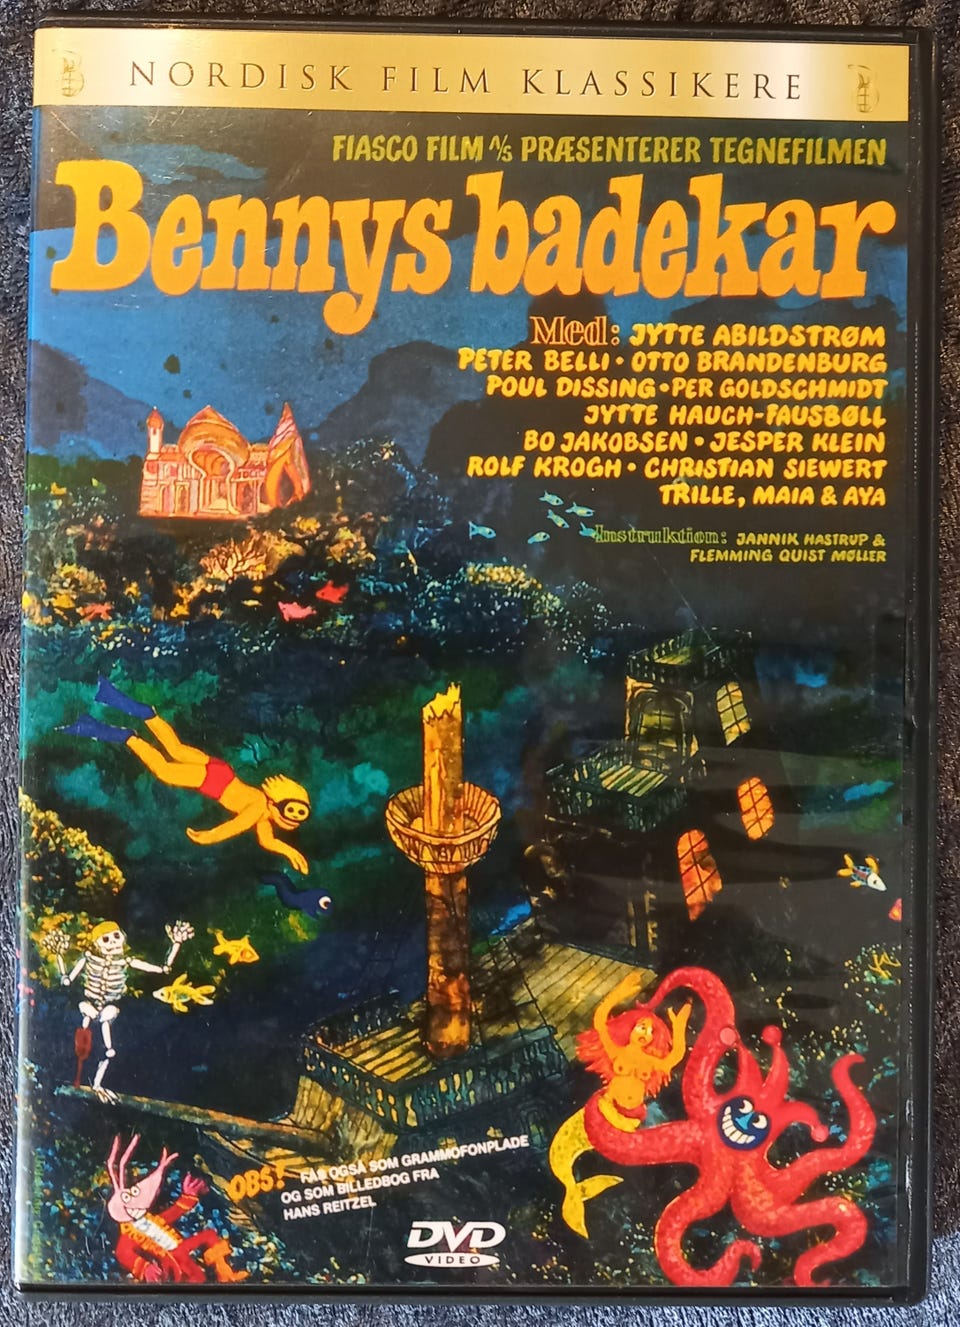 NORDISK FILM KLASSIKERE
FIASCO FILM A/S PRÆSENTERER TEGNEFILMEN
Bennys badekar
Med: JYTTE ABILDSTRØM
PETER BELLI • OTTO BRANDENBURG
POUL DISSING • PER GOLDSCHMIDT
JYTTE HAUCH-FAUSBØLL
BO JAKOBSEN • JESPER KLEIN
ROLF KROGH • CHRISTIAN SIEWERT
TRILLE, MAIA & AYA
Instruktion: JANNIK HASTRUP &
FLEMMING QUIST MØLLER
OBS! FÅS OGSÅ SOM GRAMMOFONPLADE
OG SOM BILLEDBOG FRA
HANS REITZEL
DVD
VIDEO